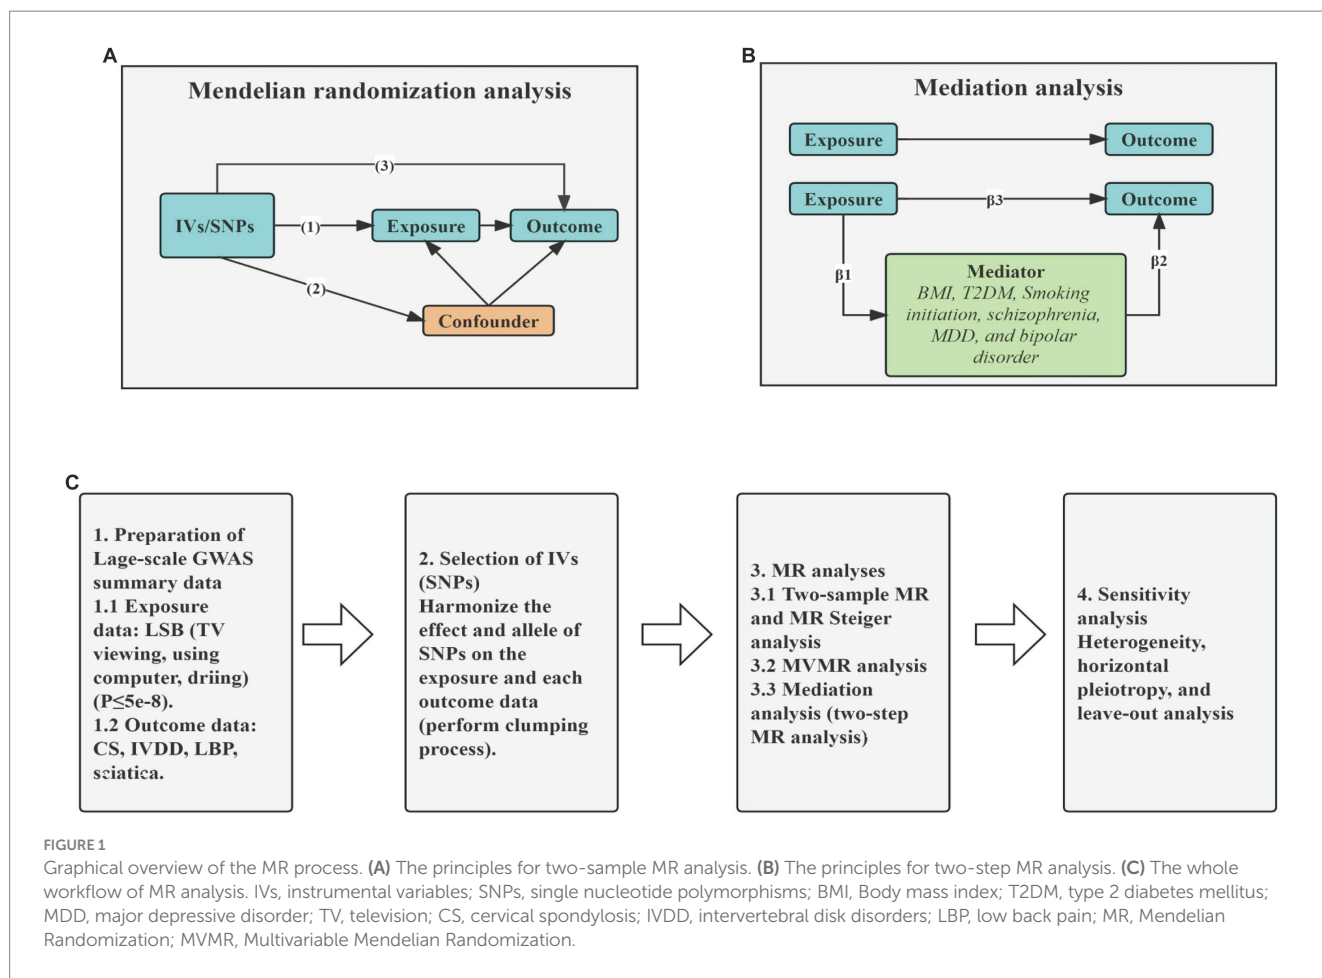 A
Mendelian randomization analysis
(3)
IVs/SNPs
(1)
Exposure
Outcome
(2)
Confounder
B
Mediation analysis
Exposure
Outcome
Exposure
β3
Outcome
β1
Mediator
BMI, T2DM, Smoking
initiation, schizophrenia,
MDD, and bipolar
disorder
β2
C
1. Preparation of
Lage-scale GWAS
summary data
1.1 Exposure
data: LSB (TV
viewing, using
computer, driing)
(P≤5e-8).
1.2 Outcome data:
CS, IVDD, LBP,
sciatica.
2. Selection of IVs
(SNPs)
Harmonize the
effect and allele of
SNPs on the
exposure and each
outcome data
(perform clumping
process).
3. MR analyses
3.1 Two-sample MR
and MR Steiger
analysis
3.2 MVMR analysis
3.3 Mediation
analysis (two-step
MR analysis)
4. Sensitivity
analysis
Heterogeneity,
horizontal
pleiotropy, and
leave-out analysis
FIGURE 1
Graphical overview of the MR process. (A) The principles for two-sample MR analysis. (B) The principles for two-step MR analysis. (C) The whole
workflow of MR analysis. IVs, instrumental variables; SNPs, single nucleotide polymorphisms; BMI, Body mass index; T2DM, type 2 diabetes mellitus;
MDD, major depressive disorder; TV, television; CS, cervical spondylosis; IVDD, intervertebral disk disorders; LBP, low back pain; MR, Mendelian
Randomization; MVMR, Multivariable Mendelian Randomization.